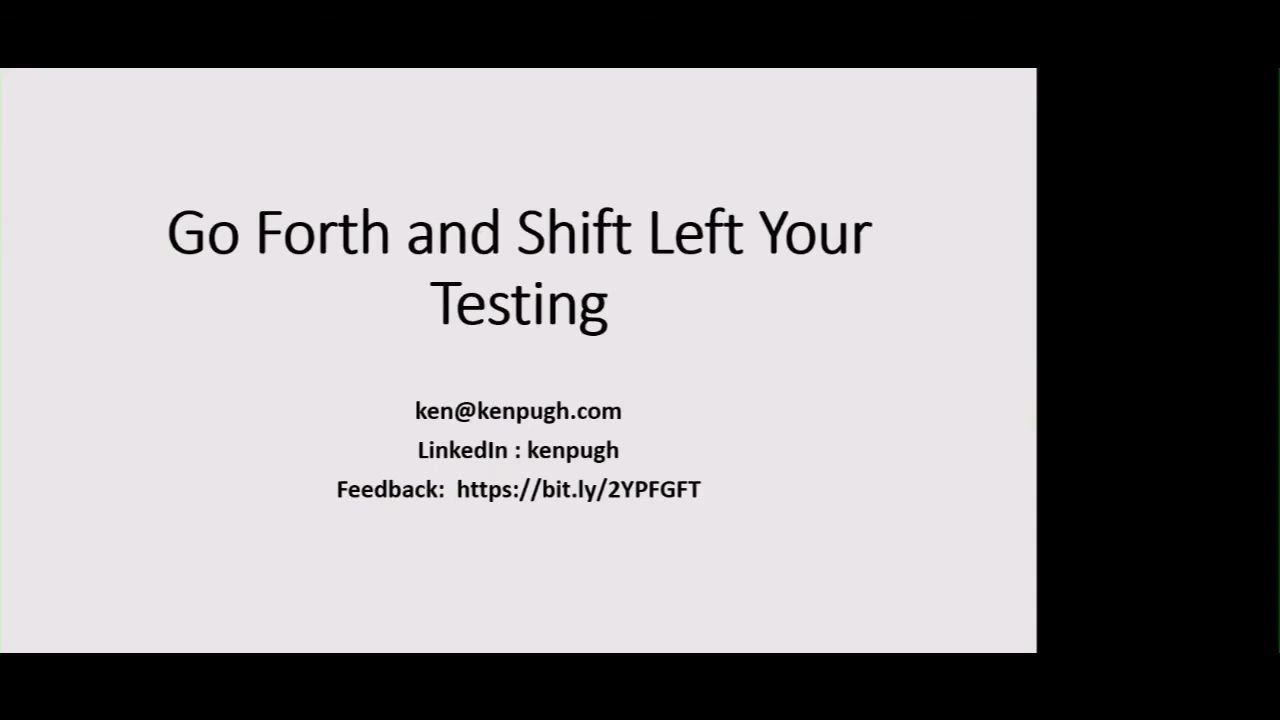 Go Forth and Shift Left Your
Testing
ken@kenpugh.com
LinkedIn : kenpugh
Feedback:  https://bit.ly/2YPFGFT